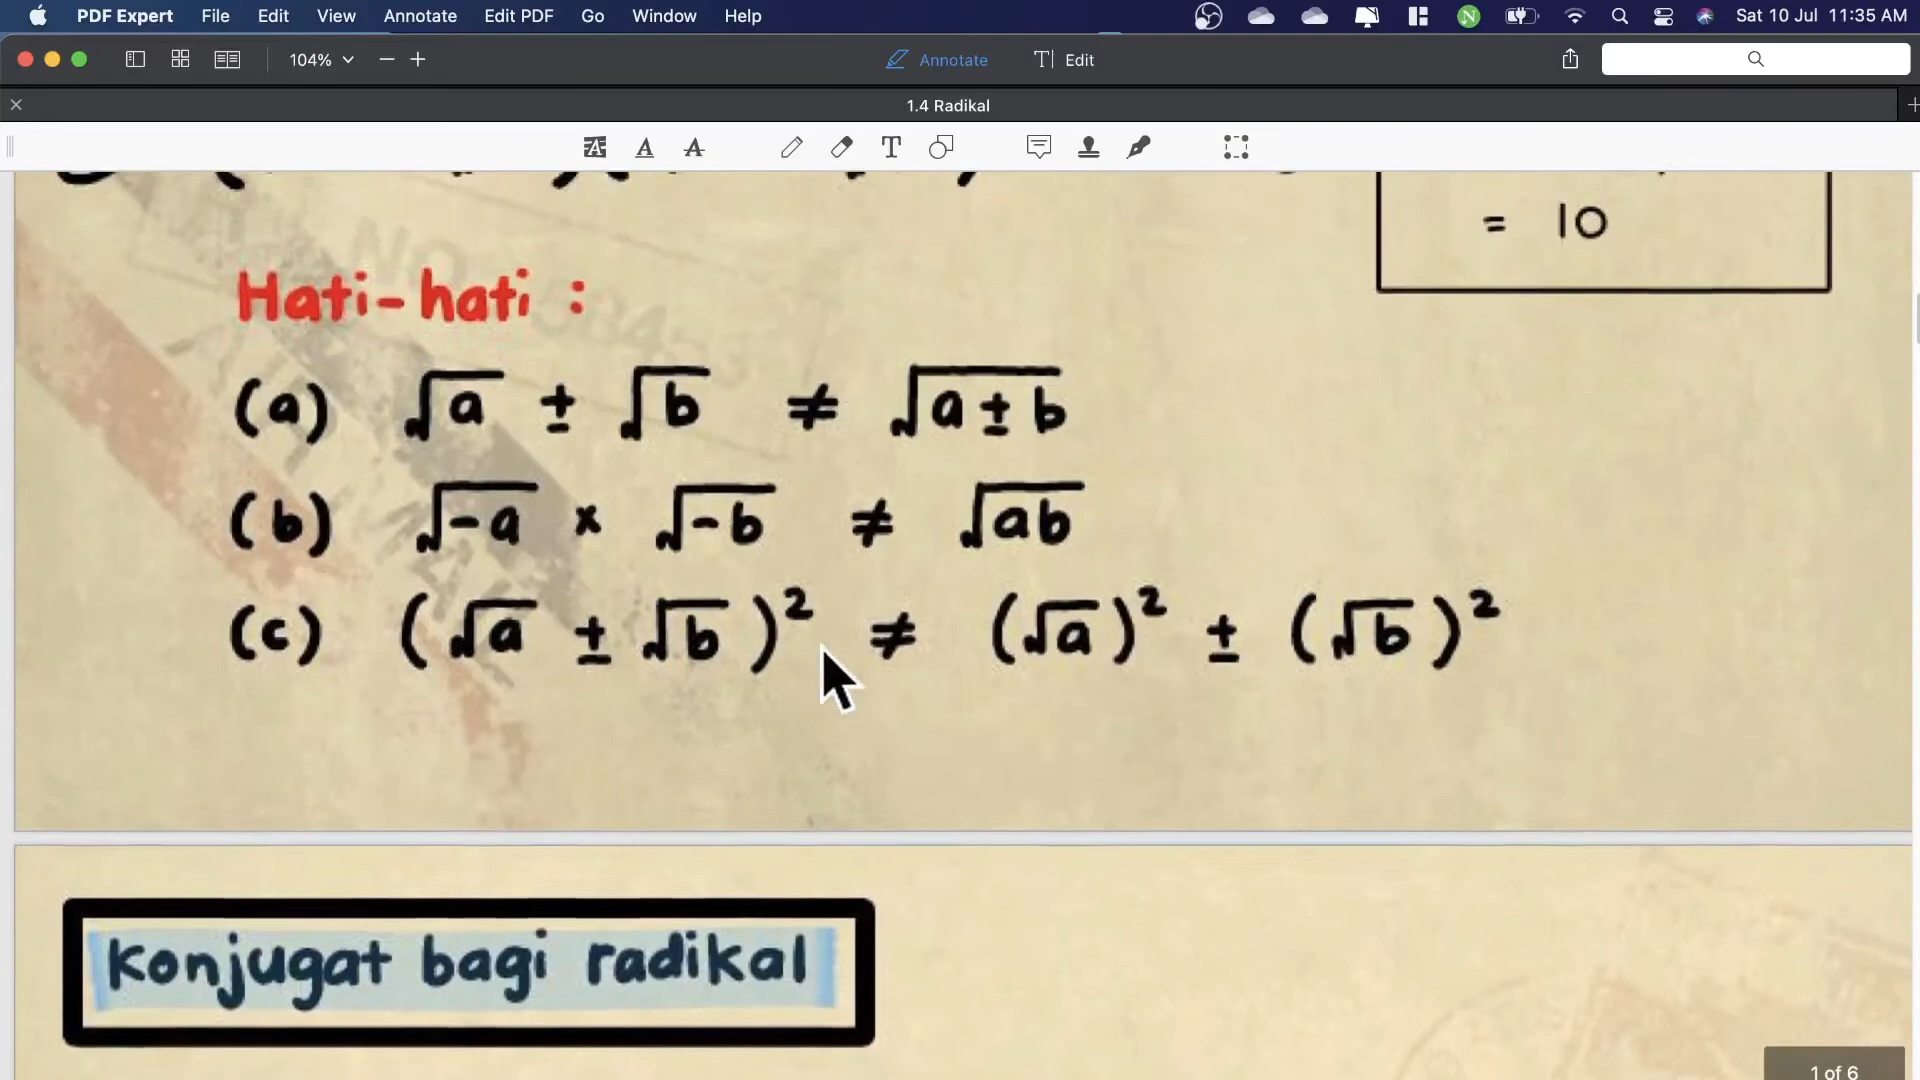 PDF Expert File Edit View Annotate Edit PDF Go Window Help Sat 10 Jul 11:35 AM
104% Annotate Edit
1.4 Radikal
= 10
Hati-hati :
(a) √a ± √b ≠ √(a ± b)
(b) √-a × √-b ≠ √ab
(c) (√a ± √b)² ≠ (√a)² ± (√b)²
Konjugat bagi radikal
1 of 6